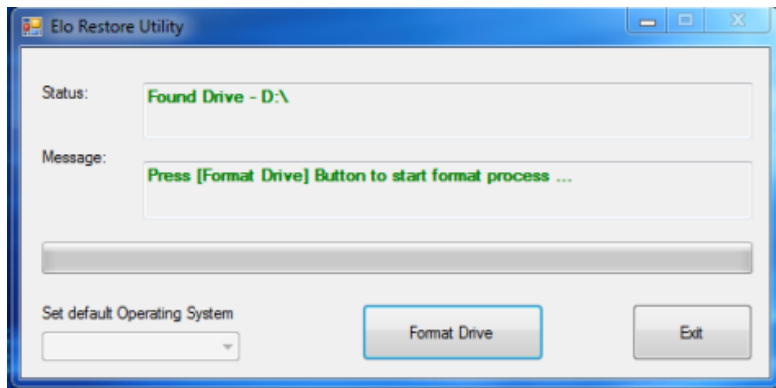 Elo Restore Utility
Status:
Found Drive - D:\
Message:
Press [Format Drive] Button to start format process ...
Set default Operating System
Format Drive
Exit